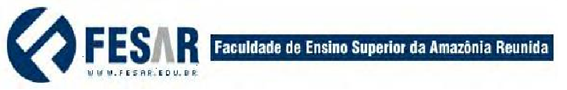 FESAR Faculdade de Ensino Superior da Amazônia Reunida
WWW.FESAR.EDU.BR